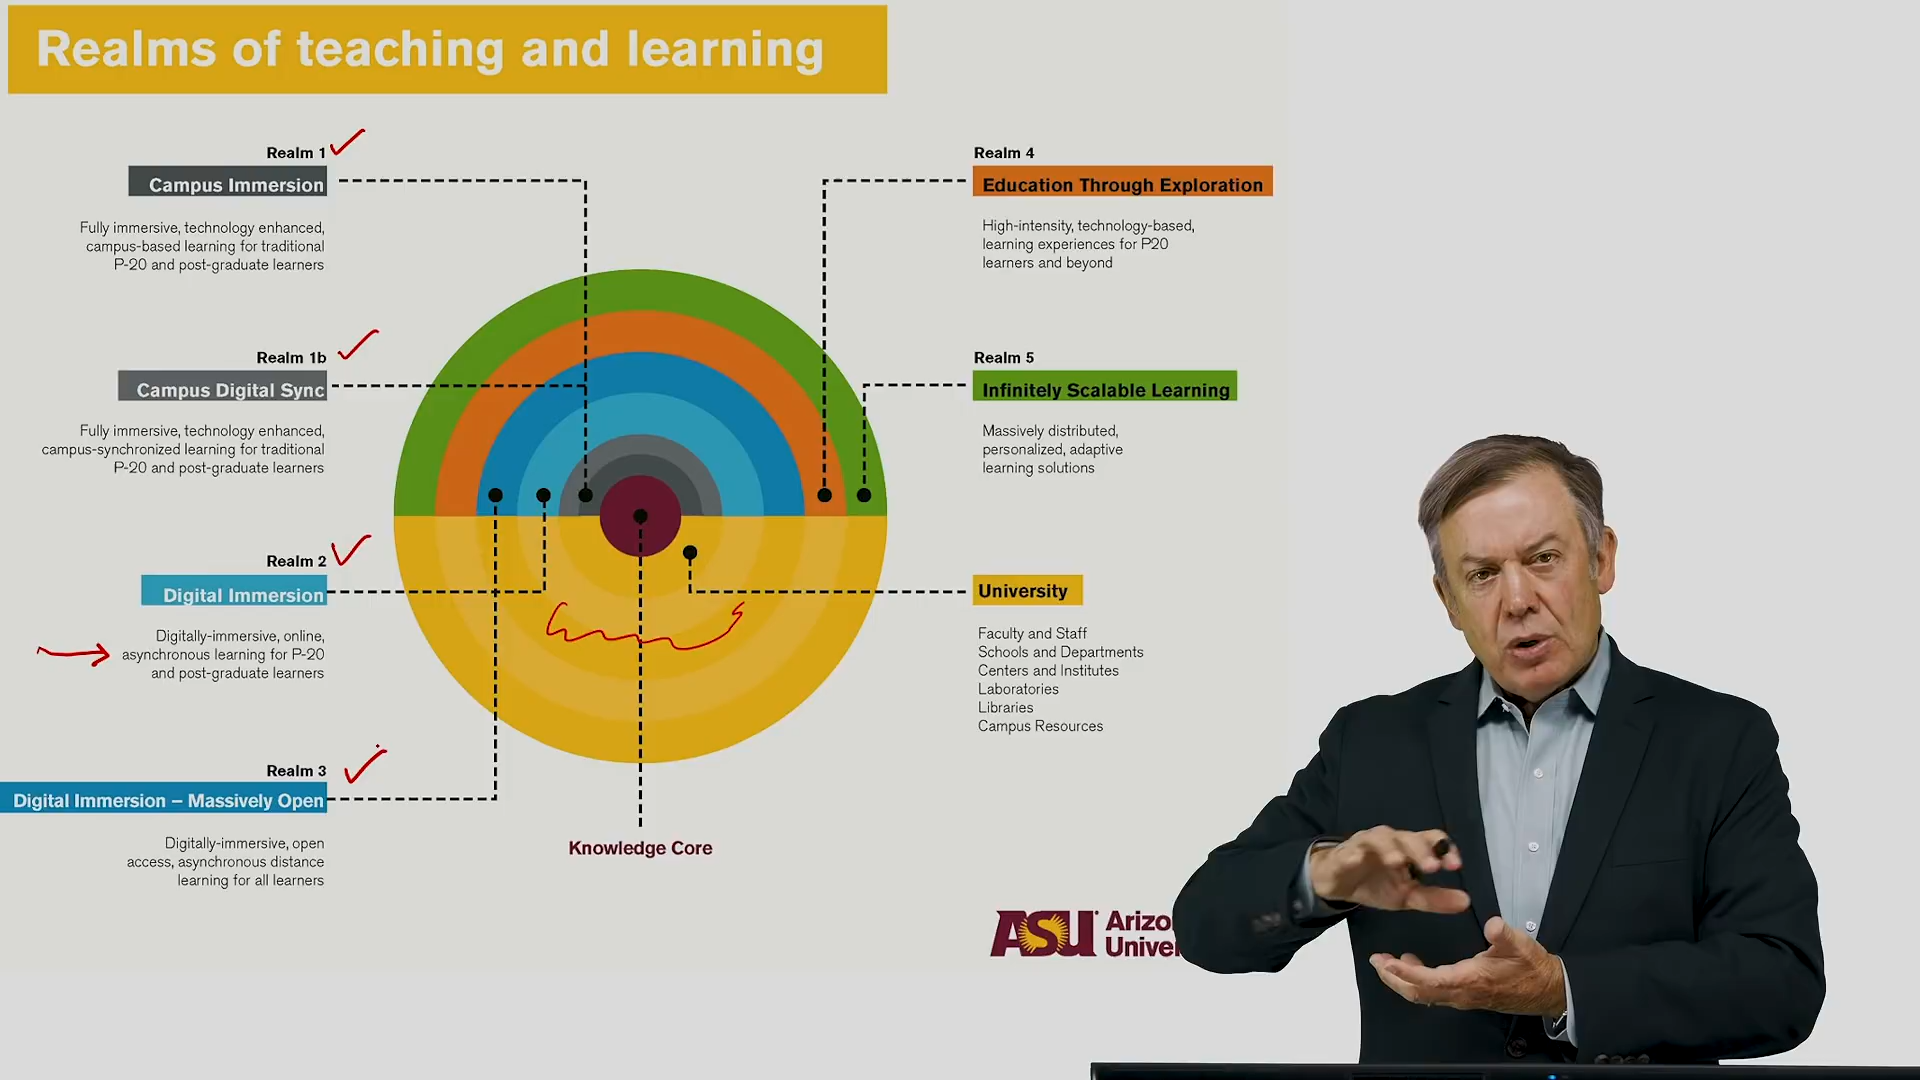 Realms of teaching and learning
Realm 1
Campus Immersion
Fully immersive, technology enhanced,
campus-based learning for traditional
P-20 and post-graduate learners
Realm 1b
Campus Digital Sync
Fully immersive, technology enhanced,
campus-synchronized learning for traditional
P-20 and post-graduate learners
Realm 2
Digital Immersion
Digitally-immersive, online,
asynchronous learning for P-20
and post-graduate learners
Realm 3
Digital Immersion – Massively Open
Digitally-immersive, open
access, asynchronous distance
learning for all learners
Knowledge Core
Realm 4
Education Through Exploration
High-intensity, technology-based,
learning experiences for P20
learners and beyond
Realm 5
Infinitely Scalable Learning
Massively distributed,
personalized, adaptive
learning solutions
University
Faculty and Staff
Schools and Departments
Centers and Institutes
Laboratories
Libraries
Campus Resources
ASU